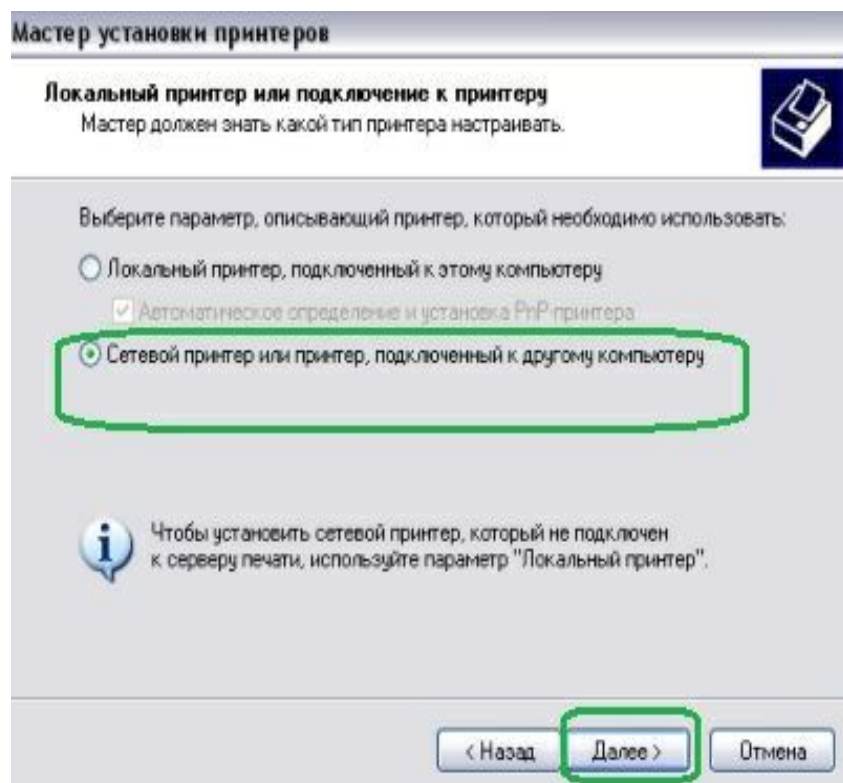 Мастер установки принтеров
Локальный принтер или подключение к принтеру
Мастер должен знать какой тип принтера настраивать.
Выберите параметр, описывающий принтер, который необходимо использовать:
Локальный принтер, подключенный к этому компьютеру
Автоматическое определение и установка PnP принтера
Сетевой принтер или принтер, подключенный к другому компьютеру
Чтобы установить сетевой принтер, который не подключен
к серверу печати, используйте параметр "Локальный принтер".
< Назад Далее > Отмена